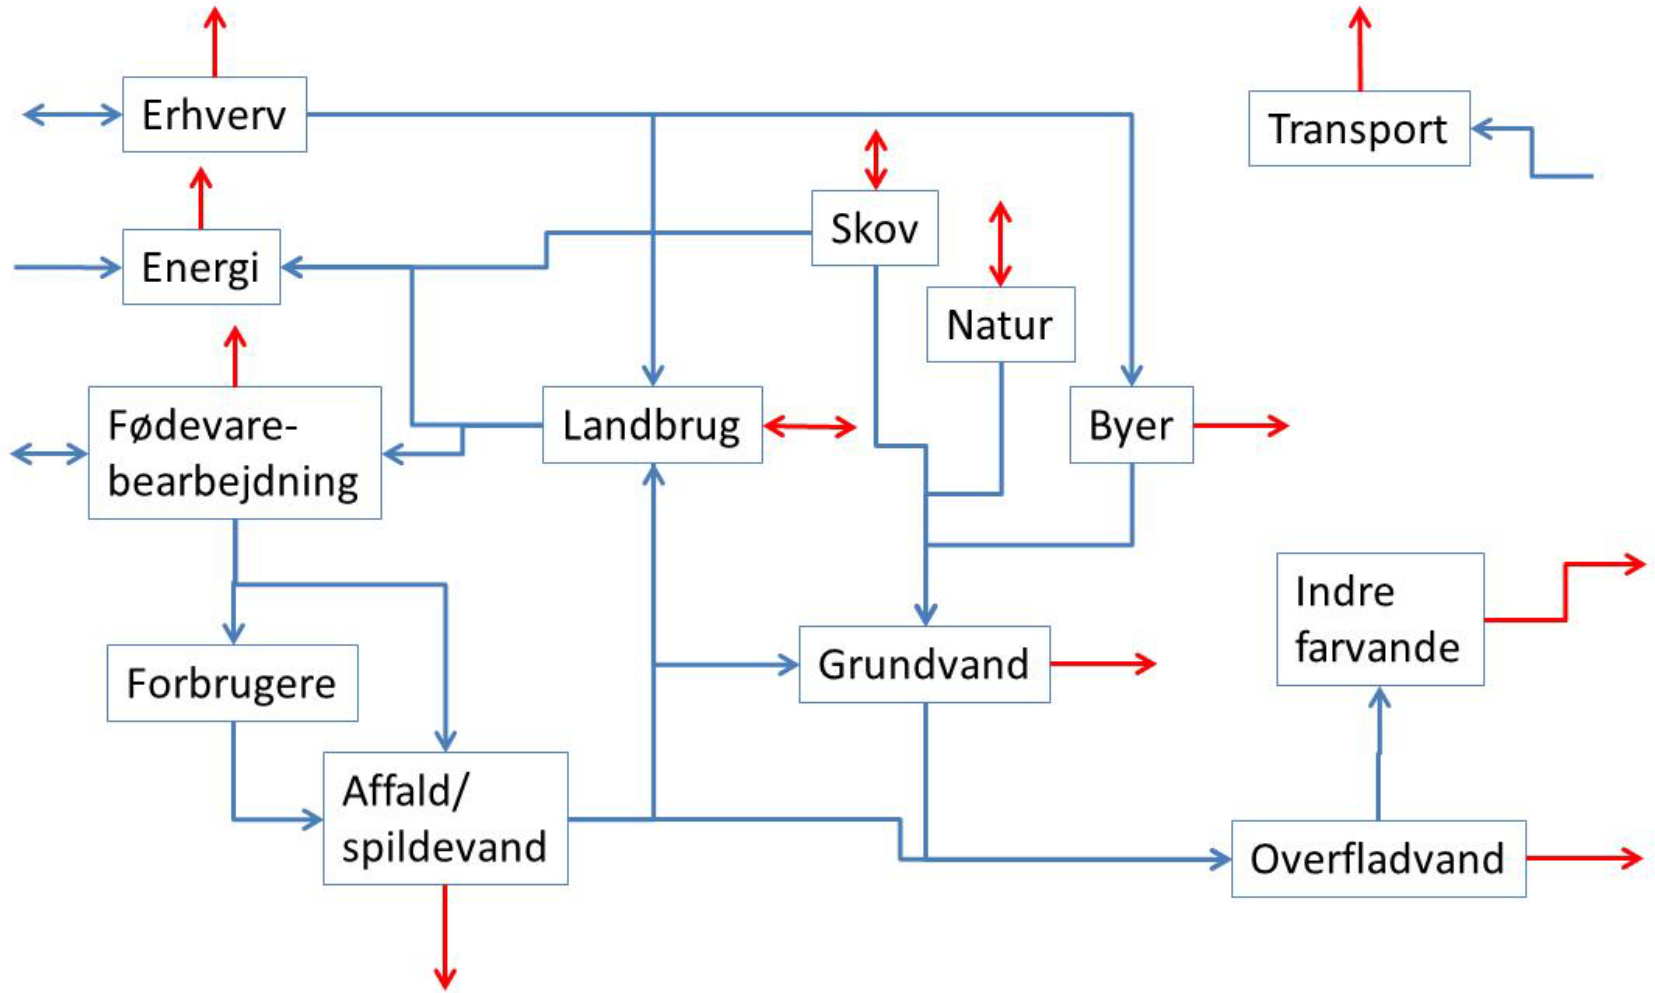 Erhverv
Transport
Skov
Energi
Natur
Fødevare-
bearbejdning
Landbrug
Byer
Indre
farvande
Forbrugere
Grundvand
Affald/
spildevand
Overfladvand